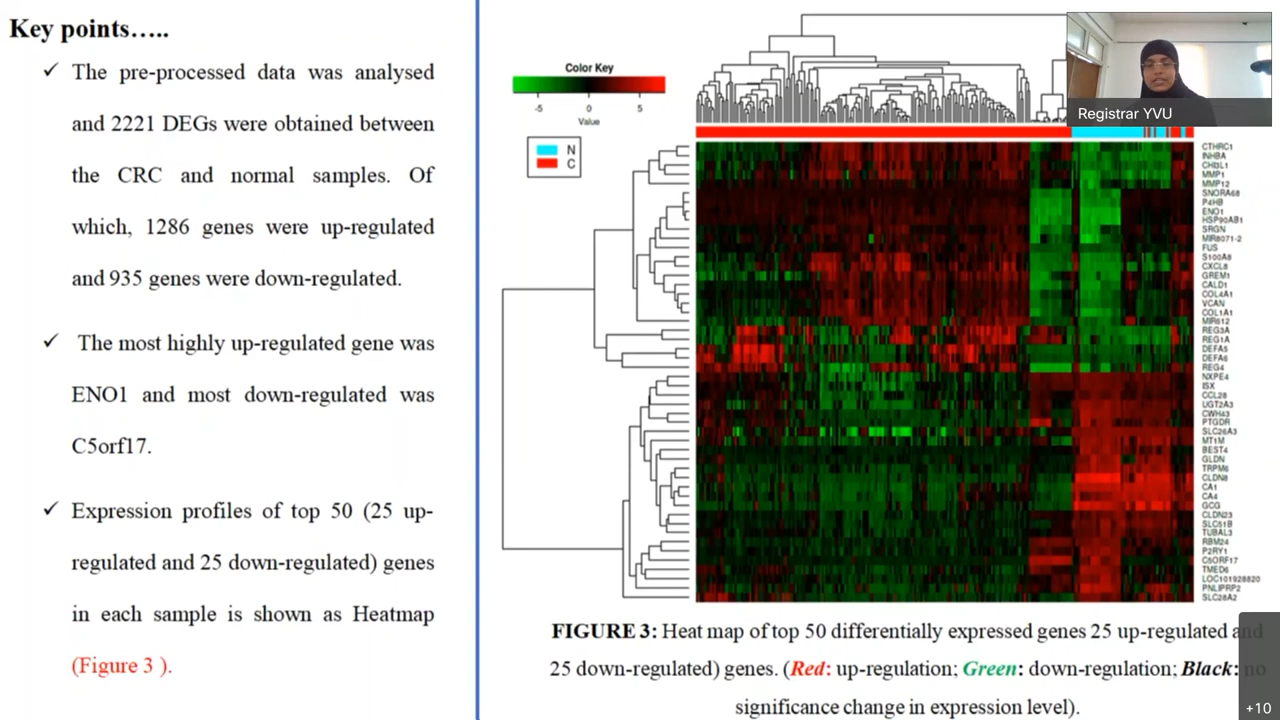 Key points…..
✓ The pre-processed data was analysed
and 2221 DEGs were obtained between
the CRC and normal samples. Of
which, 1286 genes were up-regulated
and 935 genes were down-regulated.
✓ The most highly up-regulated gene was
ENO1 and most down-regulated was
C5orf17.
✓ Expression profiles of top 50 (25 up-
regulated and 25 down-regulated) genes
in each sample is shown as Heatmap
(Figure 3 ).
Color Key
-5 0 5
Value
N
C
Registrar YVU
CTHRC1
INHBA
CHI3L1
MMP1
MMP12
SNORA68
P4HB
ENO1
HSP90AB1
SRGN
MIR8071-2
FUS
S100A8
CXCL8
GREM1
CALD1
COL4A1
VCAN
COL1A1
MIR612
REG3A
REG1A
DEFA5
DEFA6
REG4
NXPE4
ISX
CCL28
UGT2A3
CWH43
PTGDR
SLC26A3
MT1M
BEST4
GLDN
TRPM6
CLDN8
CA1
CA4
GCG
CLDN23
SLC51B
TUBAL3
RBM24
P2RY1
C5ORF17
TMED6
LOC101928820
PNLIPRP2
SLC28A2
FIGURE 3: Heat map of top 50 differentially expressed genes 25 up-regulated and
25 down-regulated) genes. (Red: up-regulation; Green: down-regulation; Black: no
significance change in expression level).
+10